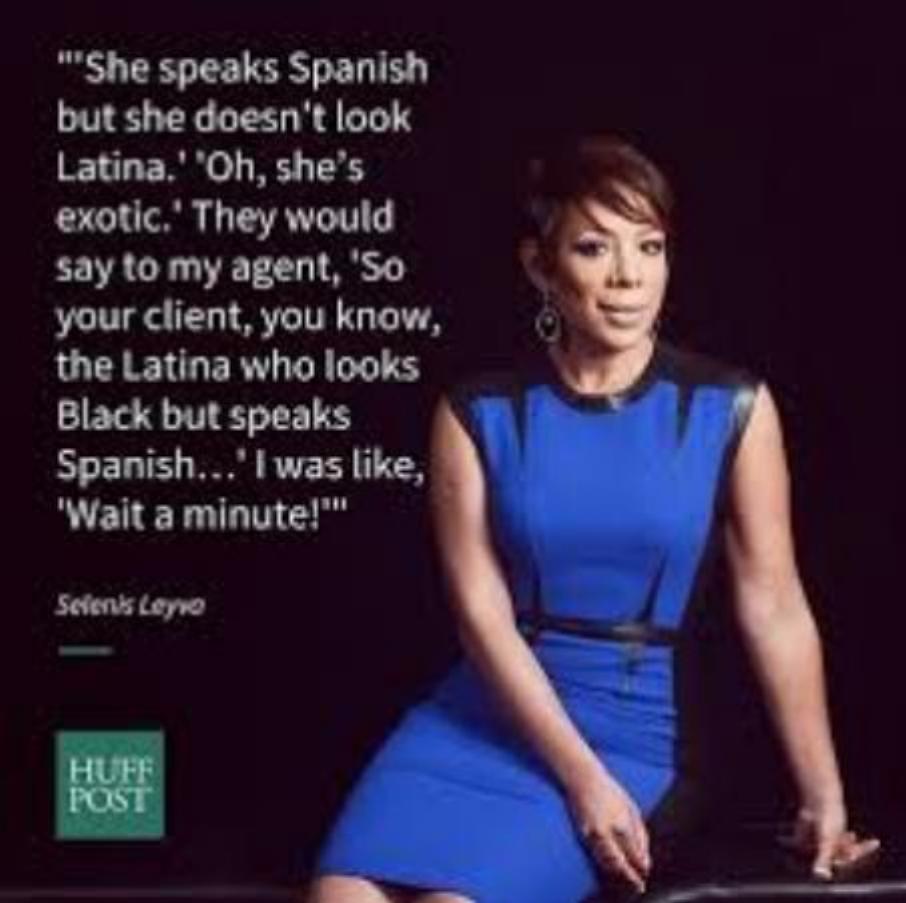 "'She speaks Spanish
but she doesn't look
Latina.' 'Oh, she’s
exotic.' They would
say to my agent, 'So
your client, you know,
the Latina who looks
Black but speaks
Spanish...' I was like,
'Wait a minute!'"
Selenis Leyva
HUFF
POST